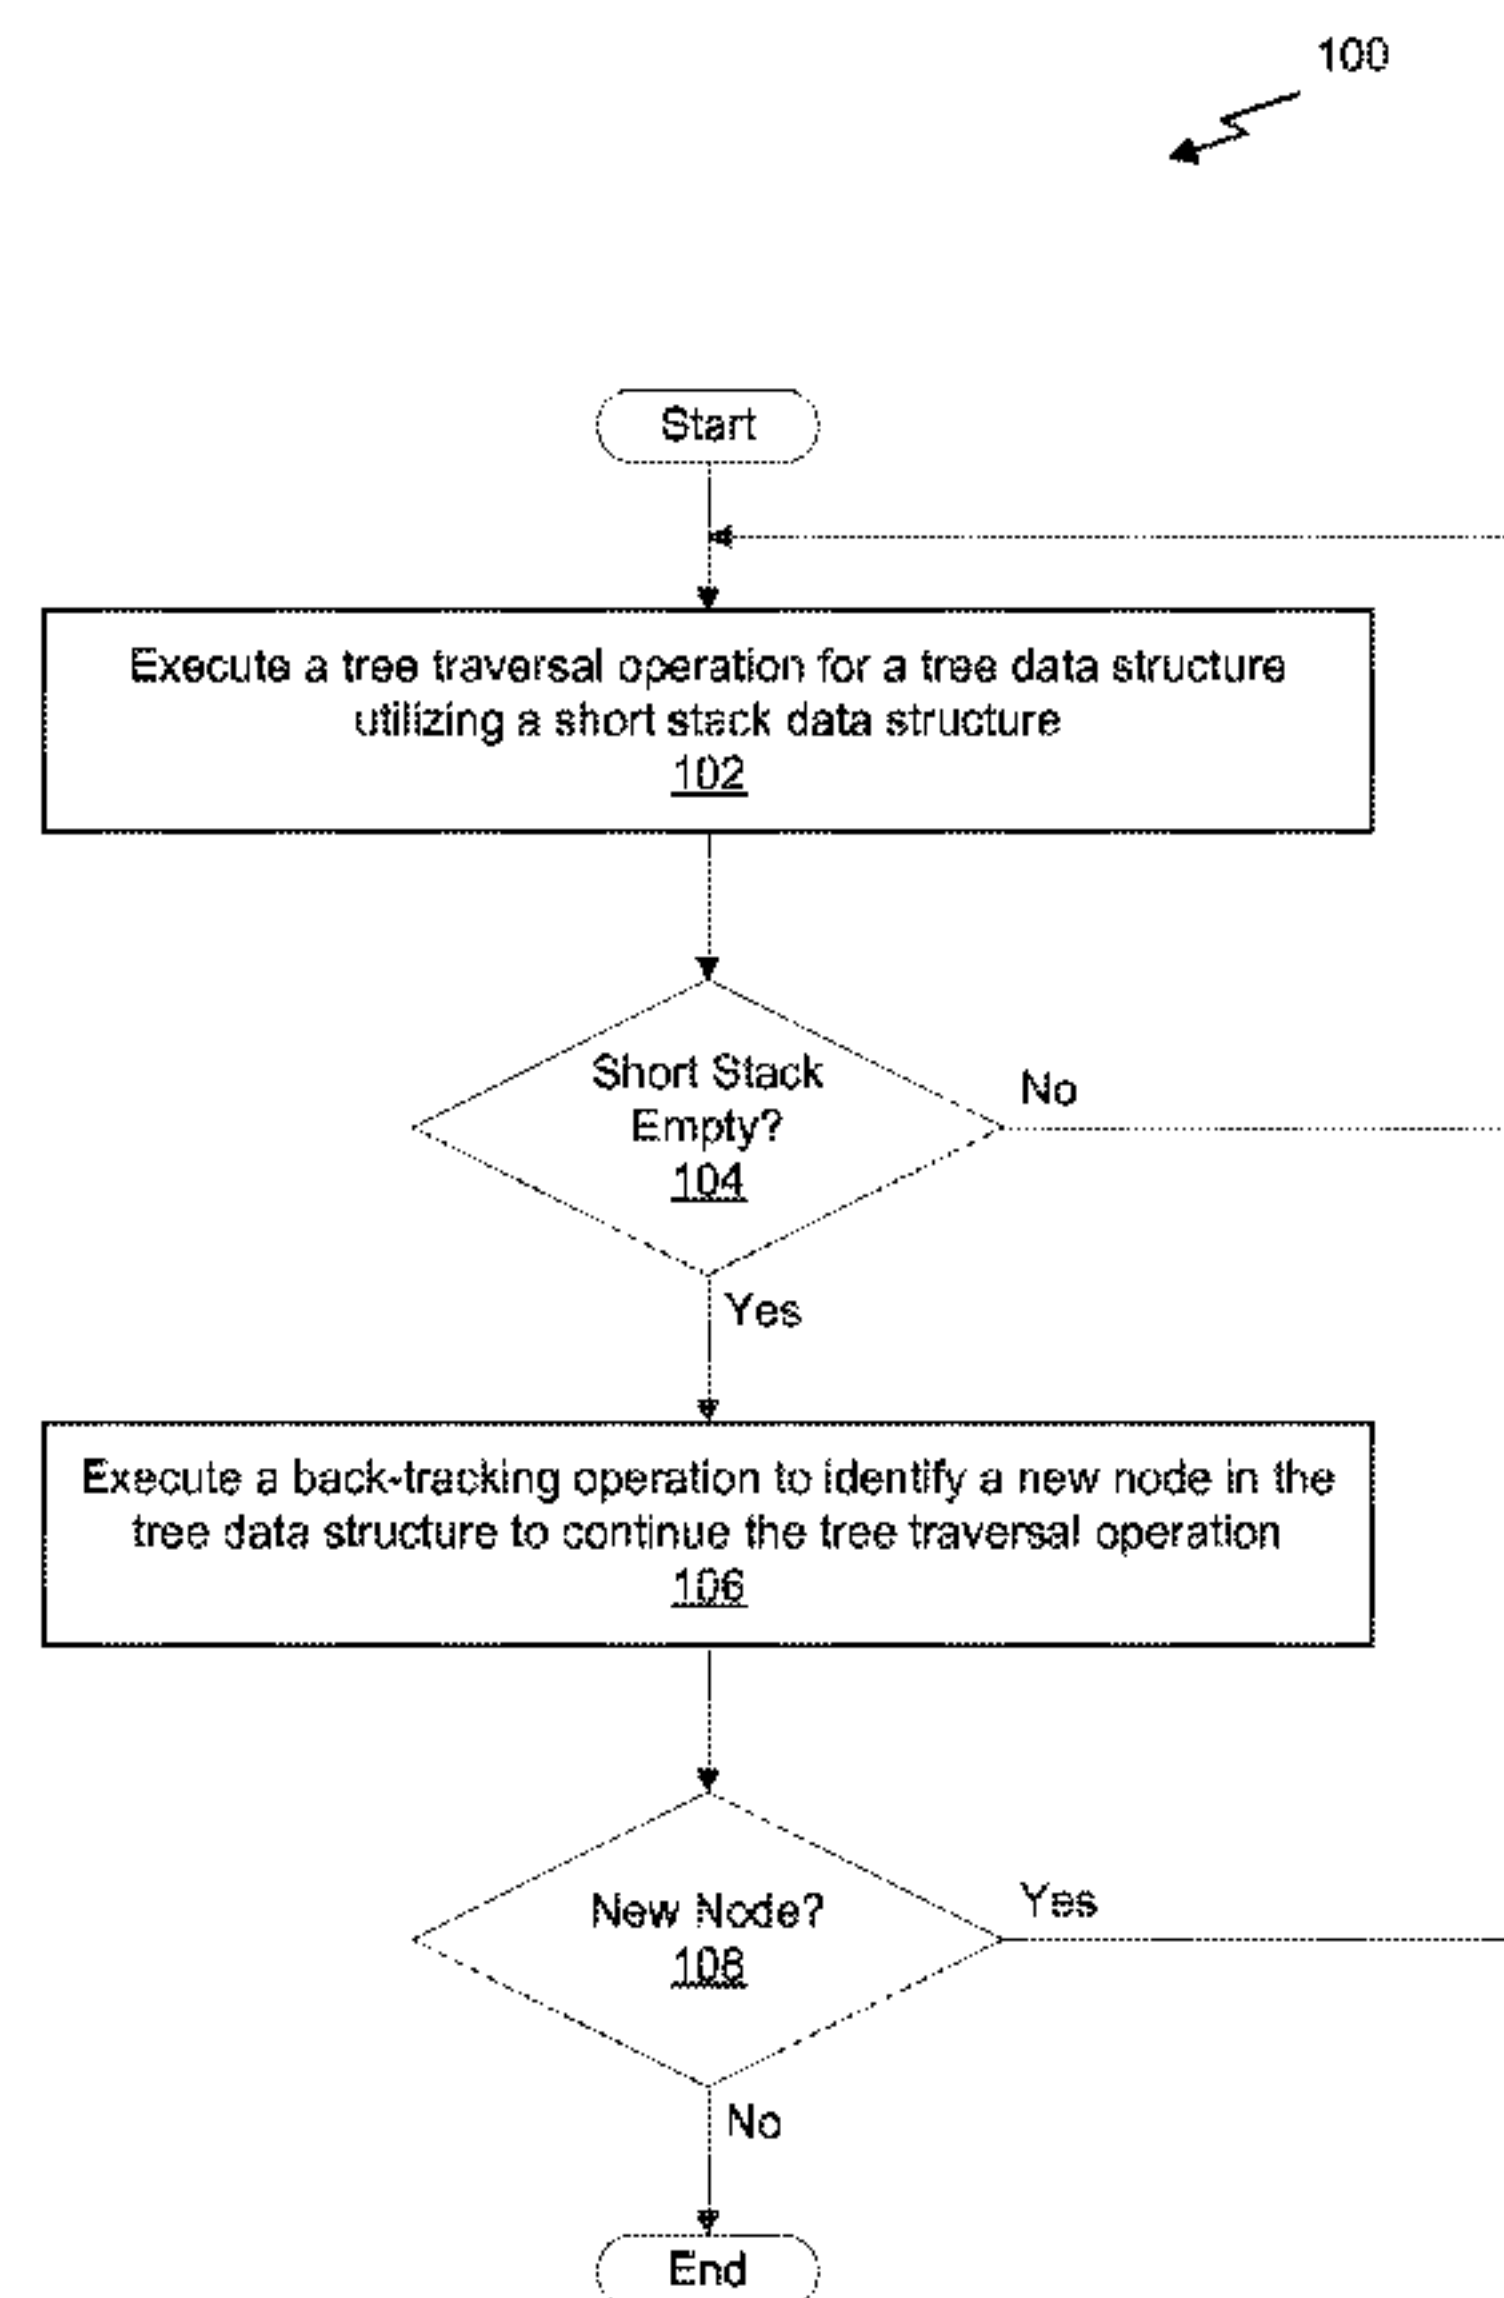 100
Start
Execute a tree traversal operation for a tree data structure
utilizing a short stack data structure
102
Short Stack
Empty?
104
No
Yes
Execute a back-tracking operation to identify a new node in the
tree data structure to continue the tree traversal operation
106
New Node?
108
Yes
No
End